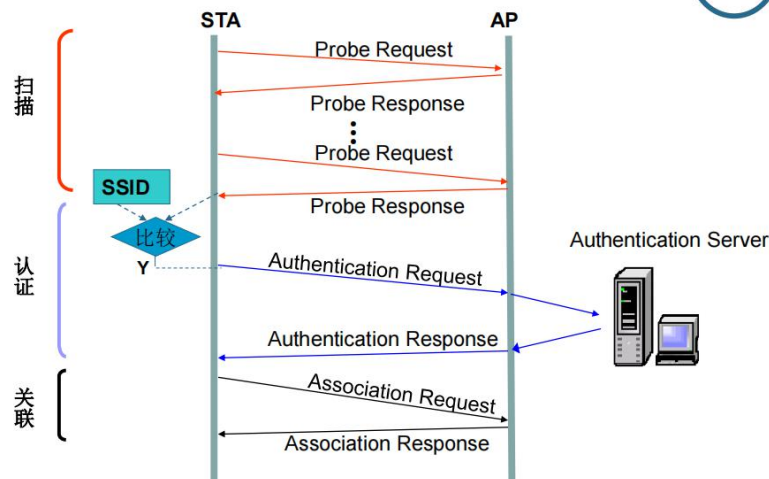 STA
AP
扫描
Probe Request
Probe Response
Probe Request
SSID
Probe Response
认证
比较
Y
Authentication Server
Authentication Request
Authentication Response
关联
Association Request
Association Response